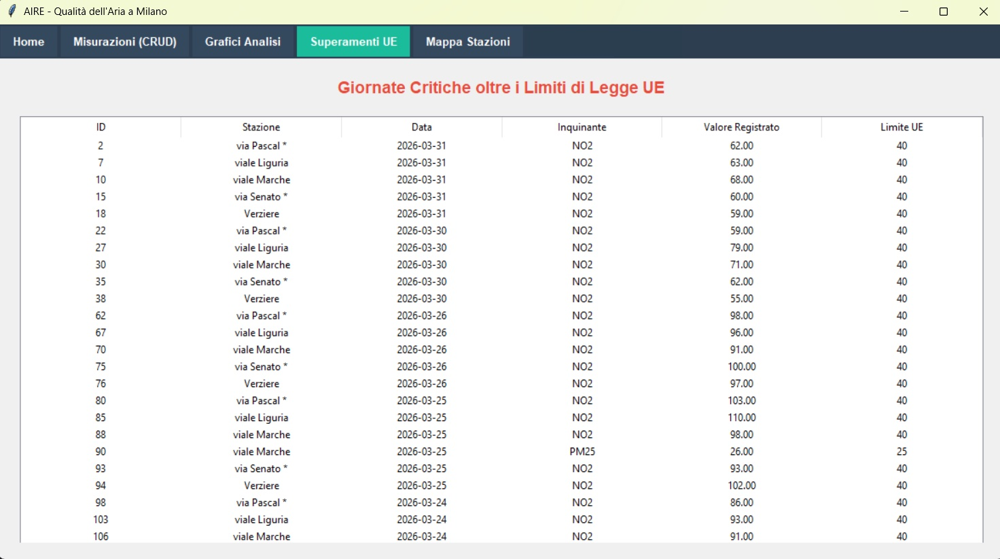 AIRE - Qualità dell'Aria a Milano
Home Misurazioni (CRUD) Grafici Analisi Superamenti UE Mappa Stazioni
Giornate Critiche oltre i Limiti di Legge UE
ID Stazione Data Inquinante Valore Registrato Limite UE
2 via Pascal * 2026-03-31 NO2 62.00 40
7 viale Liguria 2026-03-31 NO2 63.00 40
10 viale Marche 2026-03-31 NO2 68.00 40
15 via Senato * 2026-03-31 NO2 60.00 40
18 Verziere 2026-03-31 NO2 59.00 40
22 via Pascal * 2026-03-30 NO2 59.00 40
27 viale Liguria 2026-03-30 NO2 79.00 40
30 viale Marche 2026-03-30 NO2 71.00 40
35 via Senato * 2026-03-30 NO2 62.00 40
38 Verziere 2026-03-30 NO2 55.00 40
62 via Pascal * 2026-03-26 NO2 98.00 40
67 viale Liguria 2026-03-26 NO2 96.00 40
70 viale Marche 2026-03-26 NO2 91.00 40
75 via Senato * 2026-03-26 NO2 100.00 40
76 Verziere 2026-03-26 NO2 97.00 40
80 via Pascal * 2026-03-25 NO2 103.00 40
85 viale Liguria 2026-03-25 NO2 110.00 40
88 viale Marche 2026-03-25 NO2 98.00 40
90 viale Marche 2026-03-25 PM25 26.00 25
93 via Senato * 2026-03-25 NO2 93.00 40
94 Verziere 2026-03-25 NO2 102.00 40
98 via Pascal * 2026-03-24 NO2 86.00 40
103 viale Liguria 2026-03-24 NO2 93.00 40
106 viale Marche 2026-03-24 NO2 91.00 40